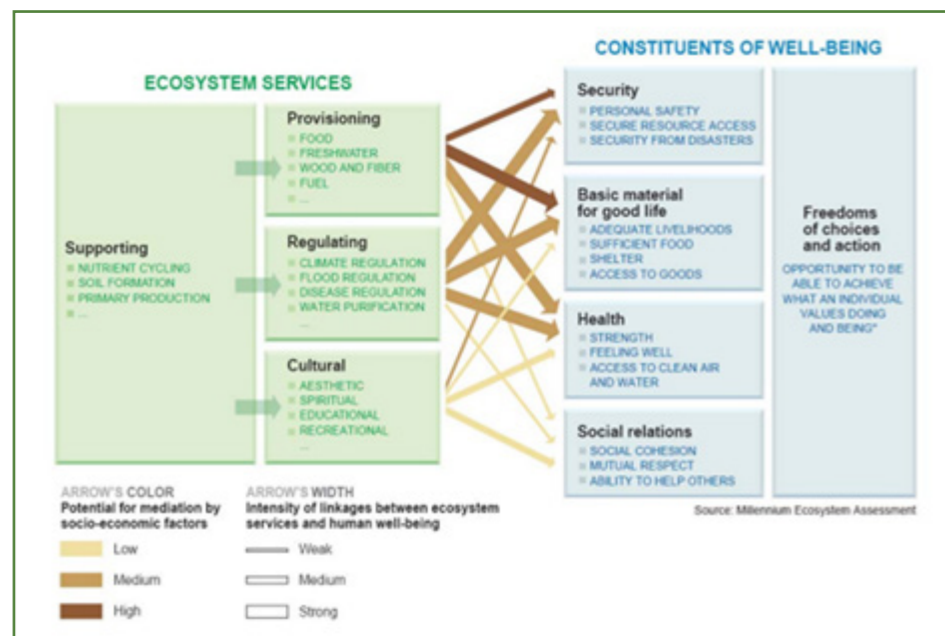 CONSTITUENTS OF WELL-BEING
ECOSYSTEM SERVICES
Supporting
NUTRIENT CYCLING
SOIL FORMATION
PRIMARY PRODUCTION
...
Provisioning
FOOD
FRESHWATER
WOOD AND FIBER
FUEL
...
Regulating
CLIMATE REGULATION
FLOOD REGULATION
DISEASE REGULATION
WATER PURIFICATION
...
Cultural
AESTHETIC
SPIRITUAL
EDUCATIONAL
RECREATIONAL
...
Security
PERSONAL SAFETY
SECURE RESOURCE ACCESS
SECURITY FROM DISASTERS
Basic material
for good life
ADEQUATE LIVELIHOODS
SUFFICIENT FOOD
SHELTER
ACCESS TO GOODS
Health
STRENGTH
FEELING WELL
ACCESS TO CLEAN AIR
AND WATER
Social relations
SOCIAL COHESION
MUTUAL RESPECT
ABILITY TO HELP OTHERS
Freedoms
of choices
and action
OPPORTUNITY TO BE
ABLE TO ACHIEVE
WHAT AN INDIVIDUAL
VALUES DOING
AND BEING"
Source: Millennium Ecosystem Assessment
ARROW'S COLOR
Potential for mediation by
socio-economic factors
Low
Medium
High
ARROW'S WIDTH
Intensity of linkages between ecosystem
services and human well-being
Weak
Medium
Strong